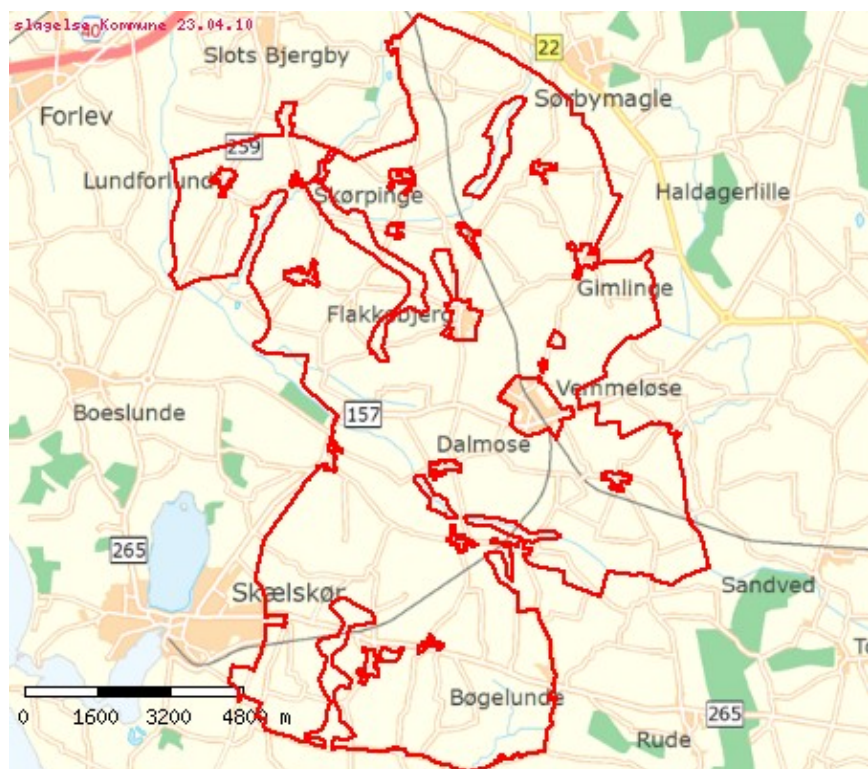 slagelse Kommune 23.04.10
40
Slots Bjergby
22
Sørbymagle
Forlev
259
Lundforlund
Skørpinge
Haldagerlille
Gimlinge
Flakkebjerg
Vemmeløse
Boeslunde
157
Dalmose
265
Sandved
Skælskør
Bøgelunde
265
Rude
0 1600 3200 4800 m